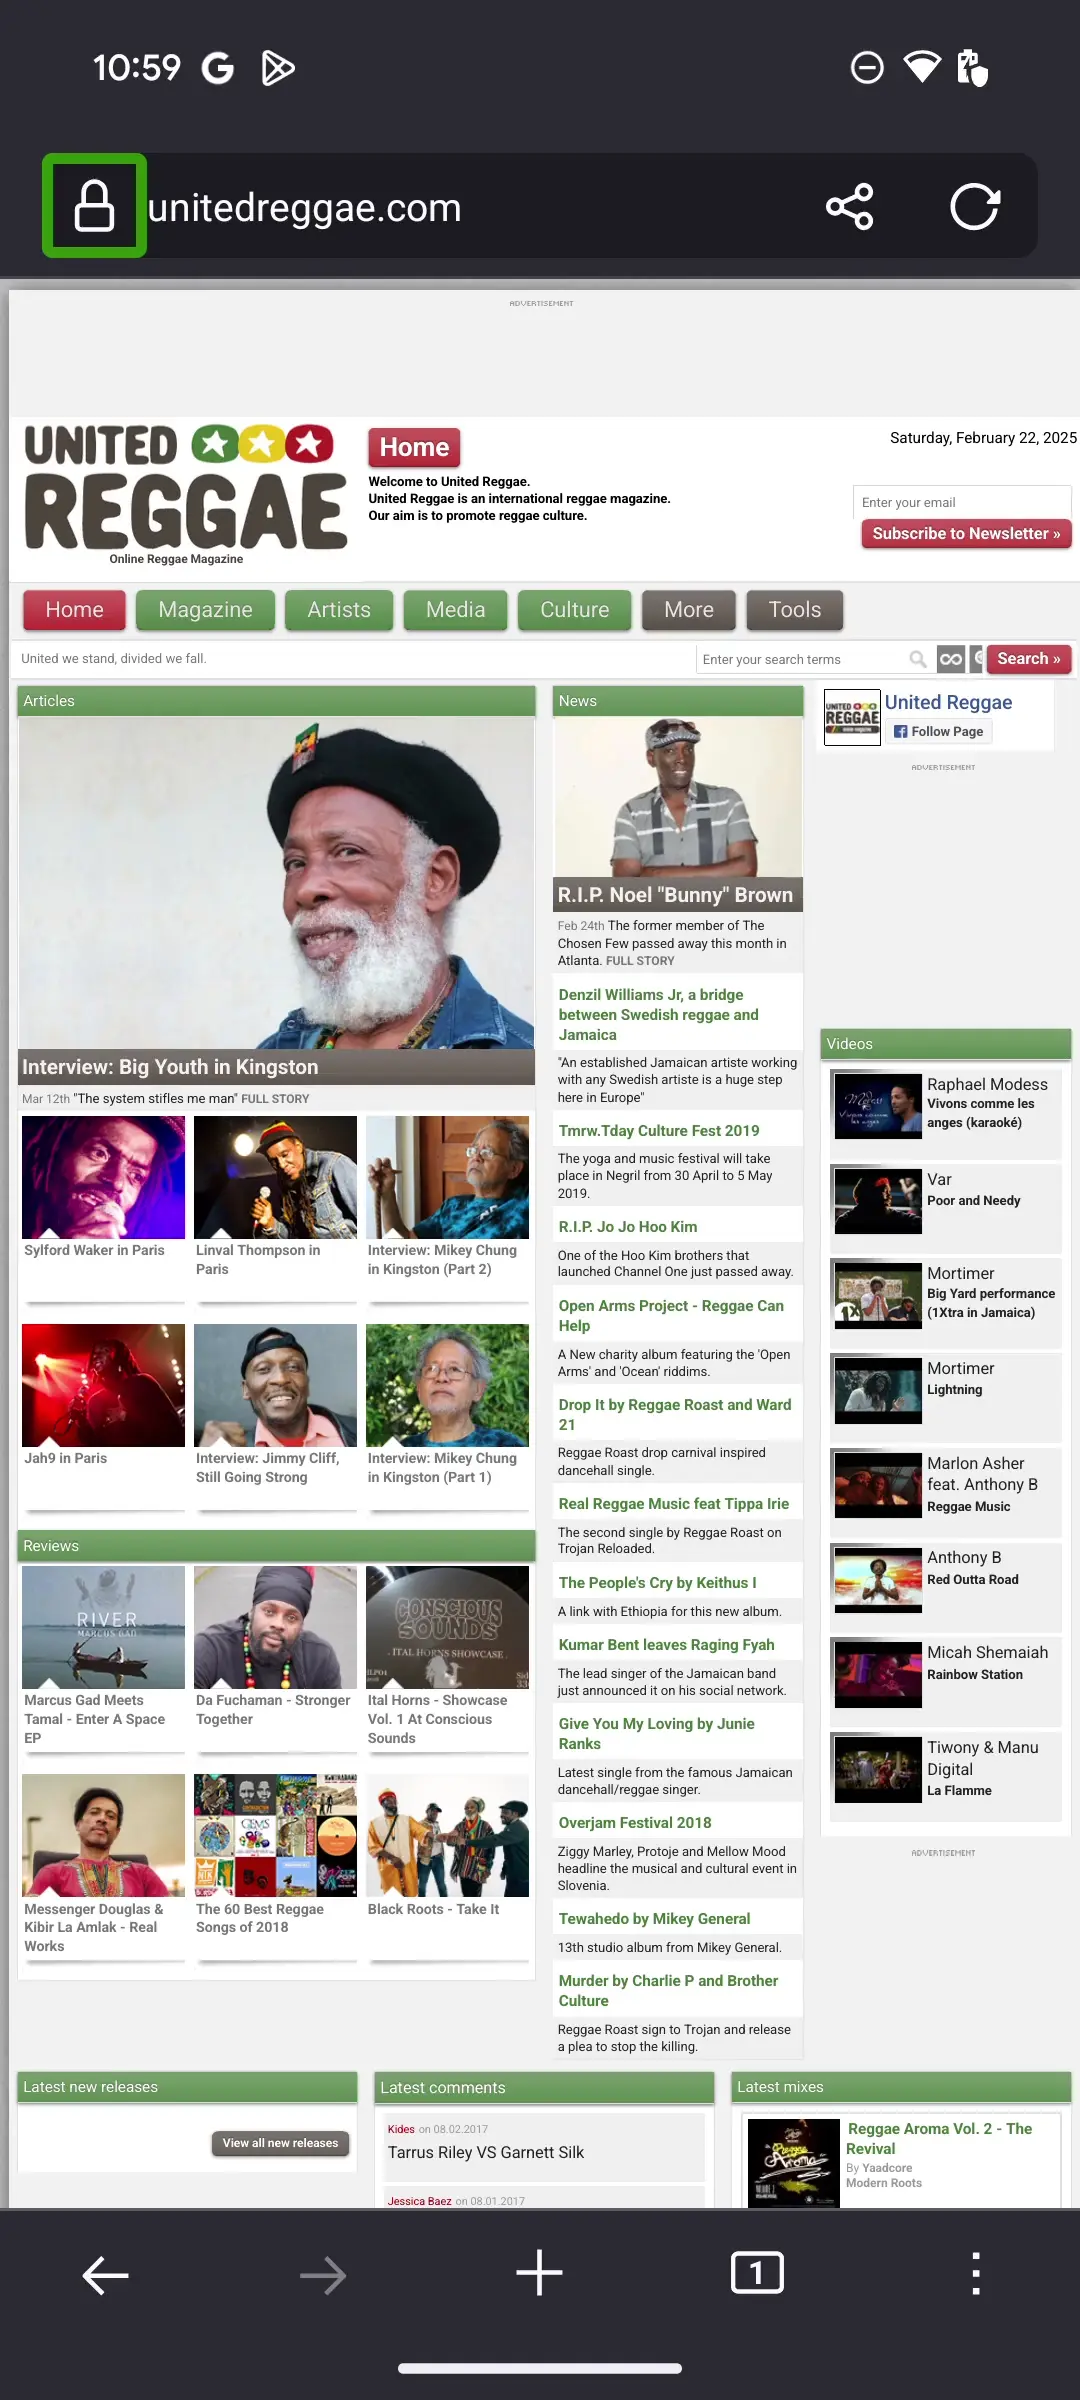 10:59
unitedreggae.com
ADVERTISEMENT
UNITED
REGGAE
Online Reggae Magazine
Home
Welcome to United Reggae.
United Reggae is an international reggae magazine.
Our aim is to promote reggae culture.
Saturday, February 22, 2025
Enter your email
Subscribe to Newsletter »
Home
Magazine
Artists
Media
Culture
More
Tools
United we stand, divided we fall.
Enter your search terms
Search »
Articles
Interview: Big Youth in Kingston
Mar 12th "The system stifles me man" FULL STORY
Sylford Waker in Paris
Linval Thompson in
Paris
Interview: Mikey Chung
in Kingston (Part 2)
Jah9 in Paris
Interview: Jimmy Cliff,
Still Going Strong
Interview: Mikey Chung
in Kingston (Part 1)
Reviews
RIVER
MARCUS GAD
CONSCIOUS
SOUNDS
ITAL HORNS SHOWCASE
Marcus Gad Meets
Tamal - Enter A Space
EP
Da Fuchaman - Stronger
Together
Ital Horns - Showcase
Vol. 1 At Conscious
Sounds
Messenger Douglas &
Kibir La Amlak - Real
Works
The 60 Best Reggae
Songs of 2018
Black Roots - Take It
News
R.I.P. Noel "Bunny" Brown
Feb 24th The former member of The
Chosen Few passed away this month in
Atlanta. FULL STORY
Denzil Williams Jr, a bridge
between Swedish reggae and
Jamaica
"An established Jamaican artiste working
with any Swedish artiste is a huge step
here in Europe"
Tmrw.Tday Culture Fest 2019
The yoga and music festival will take
place in Negril from 30 April to 5 May
2019.
R.I.P. Jo Jo Hoo Kim
One of the Hoo Kim brothers that
launched Channel One just passed away.
Open Arms Project - Reggae Can
Help
A New charity album featuring the 'Open
Arms' and 'Ocean' riddims.
Drop It by Reggae Roast and Ward
21
Reggae Roast drop carnival inspired
dancehall single.
Real Reggae Music feat Tippa Irie
The second single by Reggae Roast on
Trojan Reloaded.
The People's Cry by Keithus I
A link with Ethiopia for this new album.
Kumar Bent leaves Raging Fyah
The lead singer of the Jamaican band
just announced it on his social network.
Give You My Loving by Junie
Ranks
Latest single from the famous Jamaican
dancehall/reggae singer.
Overjam Festival 2018
Ziggy Marley, Protoje and Mellow Mood
headline the musical and cultural event in
Slovenia.
Tewahedo by Mikey General
13th studio album from Mikey General.
Murder by Charlie P and Brother
Culture
Reggae Roast sign to Trojan and release
a plea to stop the killing.
UNITED
REGGAE
United Reggae
Follow Page
ADVERTISEMENT
Videos
Raphael Modess
Vivons comme les
anges (karaoké)
Var
Poor and Needy
Mortimer
Big Yard performance
(1Xtra in Jamaica)
Mortimer
Lightning
Marlon Asher
feat. Anthony B
Reggae Music
Anthony B
Red Outta Road
Micah Shemaiah
Rainbow Station
Tiwony & Manu
Digital
La Flamme
ADVERTISEMENT
Latest new releases
View all new releases
Latest comments
Kides on 08.02.2017
Tarrus Riley VS Garnett Silk
Jessica Baez on 08.01.2017
Latest mixes
Reggae
Aroma
Reggae Aroma Vol. 2 - The
Revival
By Yaadcore
Modern Roots
1